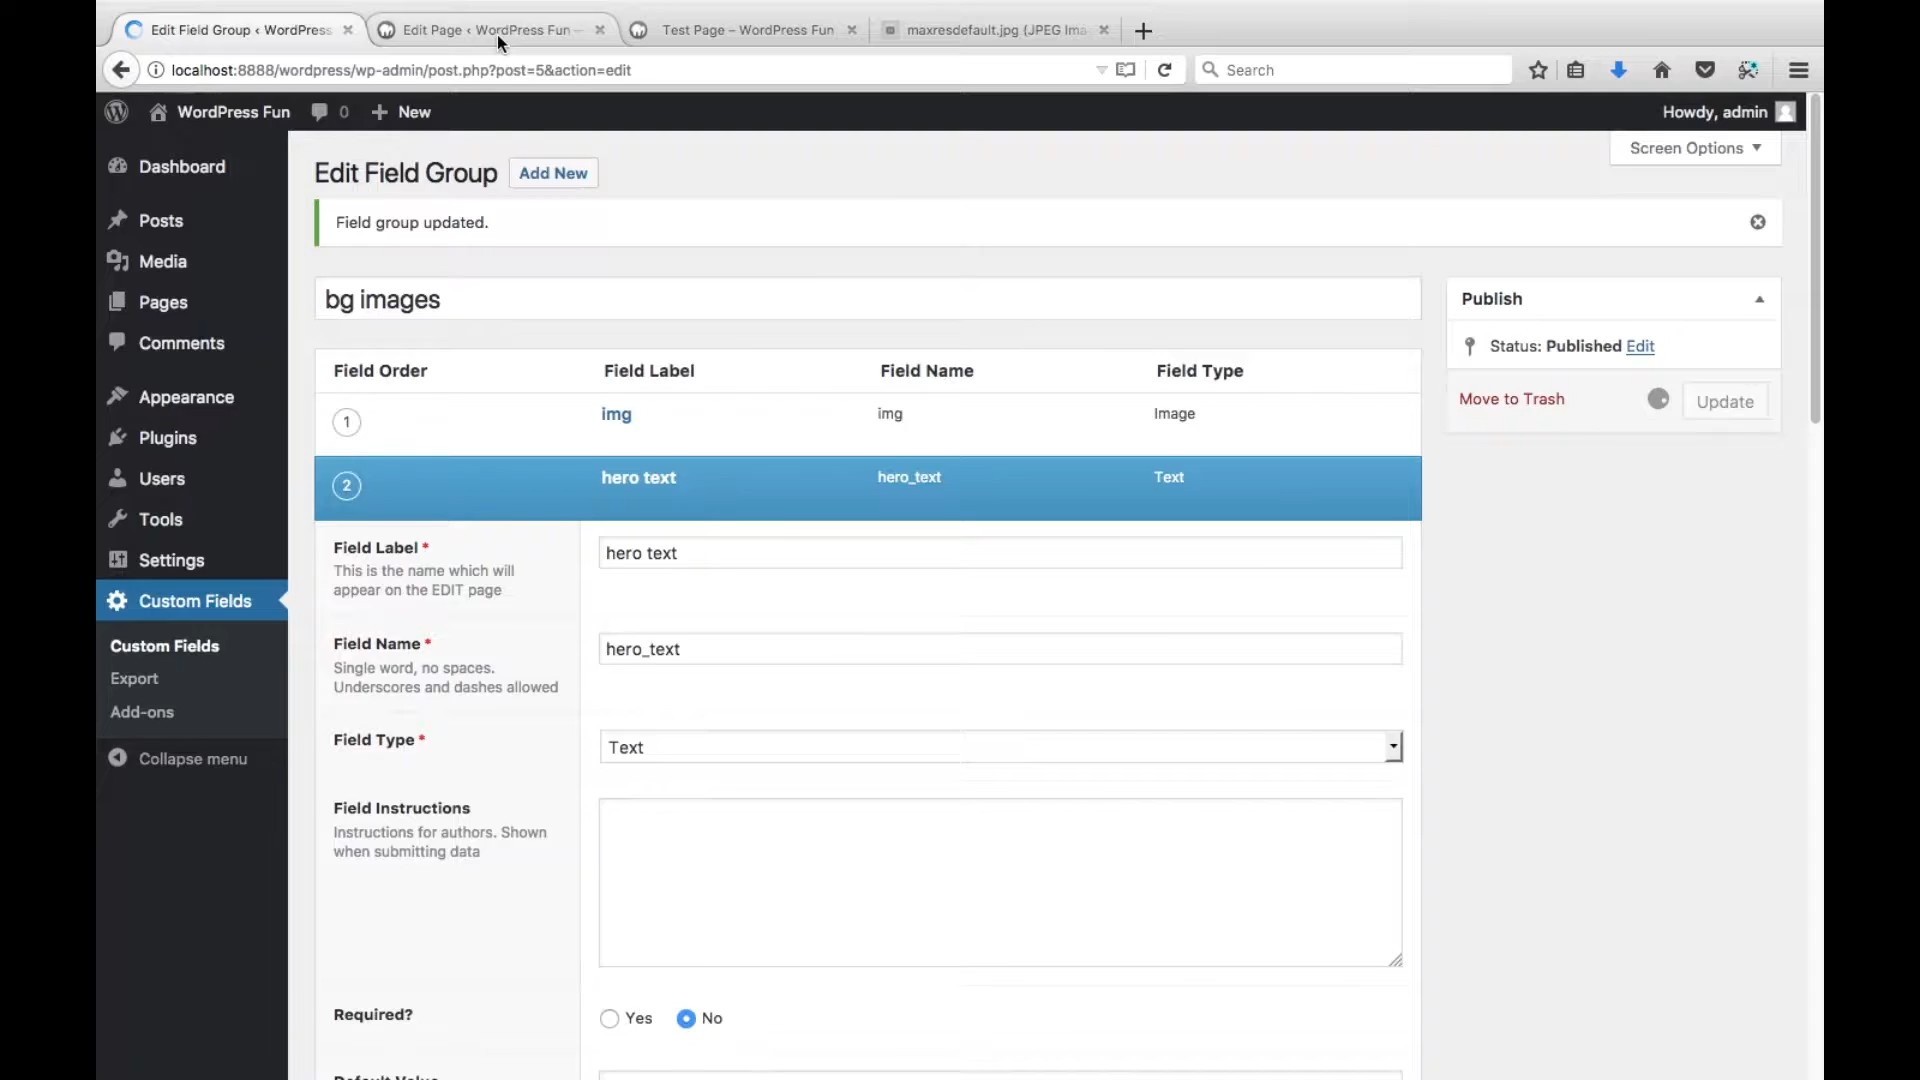 Edit Field Group ‹ WordPress
Edit Page ‹ WordPress Fun —
Test Page – WordPress Fun
maxresdefault.jpg (JPEG Ima
localhost:8888/wordpress/wp-admin/post.php?post=5&action=edit
Search
WordPress Fun
0
New
Howdy, admin
Screen Options
Dashboard
Posts
Media
Pages
Comments
Appearance
Plugins
Users
Tools
Settings
Custom Fields
Custom Fields
Export
Add-ons
Collapse menu
Edit Field Group
Add New
Field group updated.
bg images
Field Order
Field Label
Field Name
Field Type
1
img
img
Image
2
hero text
hero_text
Text
Field Label *
This is the name which will
appear on the EDIT page
hero text
Field Name *
Single word, no spaces.
Underscores and dashes allowed
hero_text
Field Type *
Text
Field Instructions
Instructions for authors. Shown
when submitting data
Required?
Yes
No
Default Value
Publish
Status: Published Edit
Move to Trash
Update